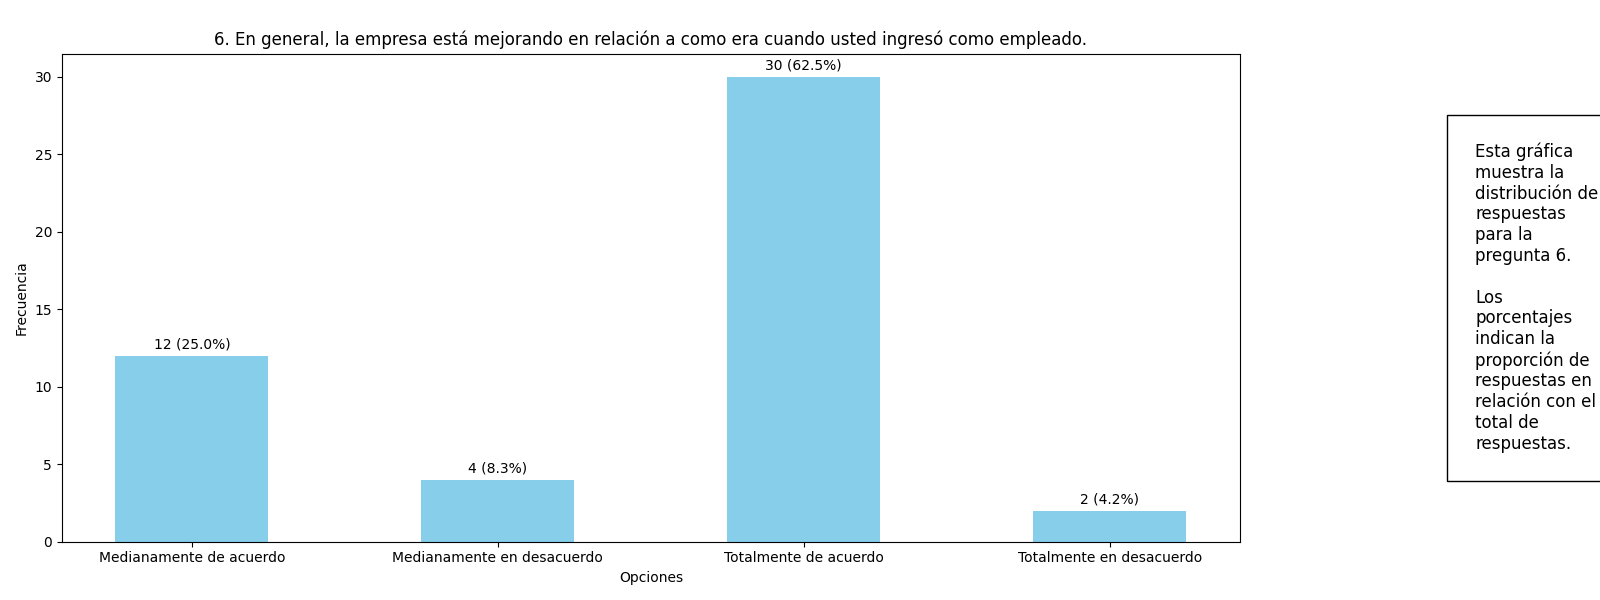 6. En general, la empresa está mejorando en relación a como era cuando usted ingresó como empleado.
Frecuencia
30
25
20
15
10
5
0
12 (25.0%)
4 (8.3%)
30 (62.5%)
2 (4.2%)
Medianamente de acuerdo
Medianamente en desacuerdo
Totalmente de acuerdo
Totalmente en desacuerdo
Opciones
Esta gráfica
muestra la
distribución de
respuestas
para la
pregunta 6.
Los
porcentajes
indican la
proporción de
respuestas en
relación con el
total de
respuestas.